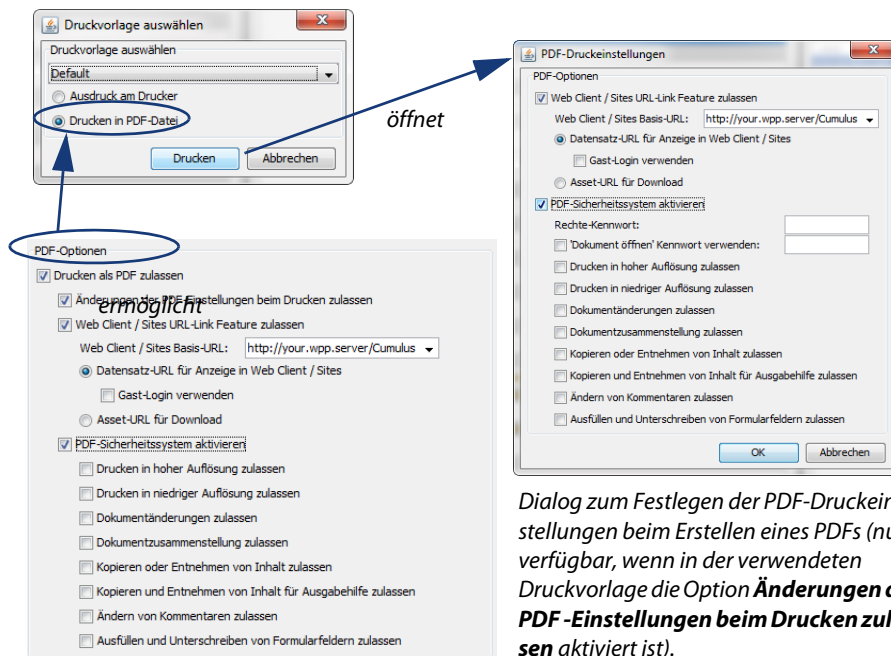 Druckvorlage auswählen
Druckvorlage auswählen
Default
Ausdruck am Drucker
Drucken in PDF-Datei
Drucken
Abbrechen
öffnet
PDF-Druckeinstellungen
PDF-Optionen
Web Client / Sites URL-Link Feature zulassen
Web Client / Sites Basis-URL: http://your.wpp.server/Cumulus
Datensatz-URL für Anzeige in Web Client / Sites
Gast-Login verwenden
Asset-URL für Download
PDF-Sicherheitssystem aktivieren
Rechte-Kennwort:
'Dokument öffnen' Kennwort verwenden:
Drucken in hoher Auflösung zulassen
Drucken in niedriger Auflösung zulassen
Dokumentänderungen zulassen
Dokumentzusammenstellung zulassen
Kopieren oder Entnehmen von Inhalt zulassen
Kopieren und Entnehmen von Inhalt für Ausgabehilfe zulassen
Ändern von Kommentaren zulassen
Ausfüllen und Unterschreiben von Formularfeldern zulassen
OK
Abbrechen
PDF-Optionen
Drucken als PDF zulassen
Änderungen der PDF-Einstellungen beim Drucken zulassen
ermöglicht
Web Client / Sites URL-Link Feature zulassen
Web Client / Sites Basis-URL: http://your.wpp.server/Cumulus
Datensatz-URL für Anzeige in Web Client / Sites
Gast-Login verwenden
Asset-URL für Download
PDF-Sicherheitssystem aktivieren
Drucken in hoher Auflösung zulassen
Drucken in niedriger Auflösung zulassen
Dokumentänderungen zulassen
Dokumentzusammenstellung zulassen
Kopieren oder Entnehmen von Inhalt zulassen
Kopieren und Entnehmen von Inhalt für Ausgabehilfe zulassen
Ändern von Kommentaren zulassen
Ausfüllen und Unterschreiben von Formularfeldern zulassen
Dialog zum Festlegen der PDF-Druckein
stellungen beim Erstellen eines PDFs (nu
verfügbar, wenn in der verwendeten
Druckvorlage die Option Änderungen d
PDF -Einstellungen beim Drucken zul
sen aktiviert ist).